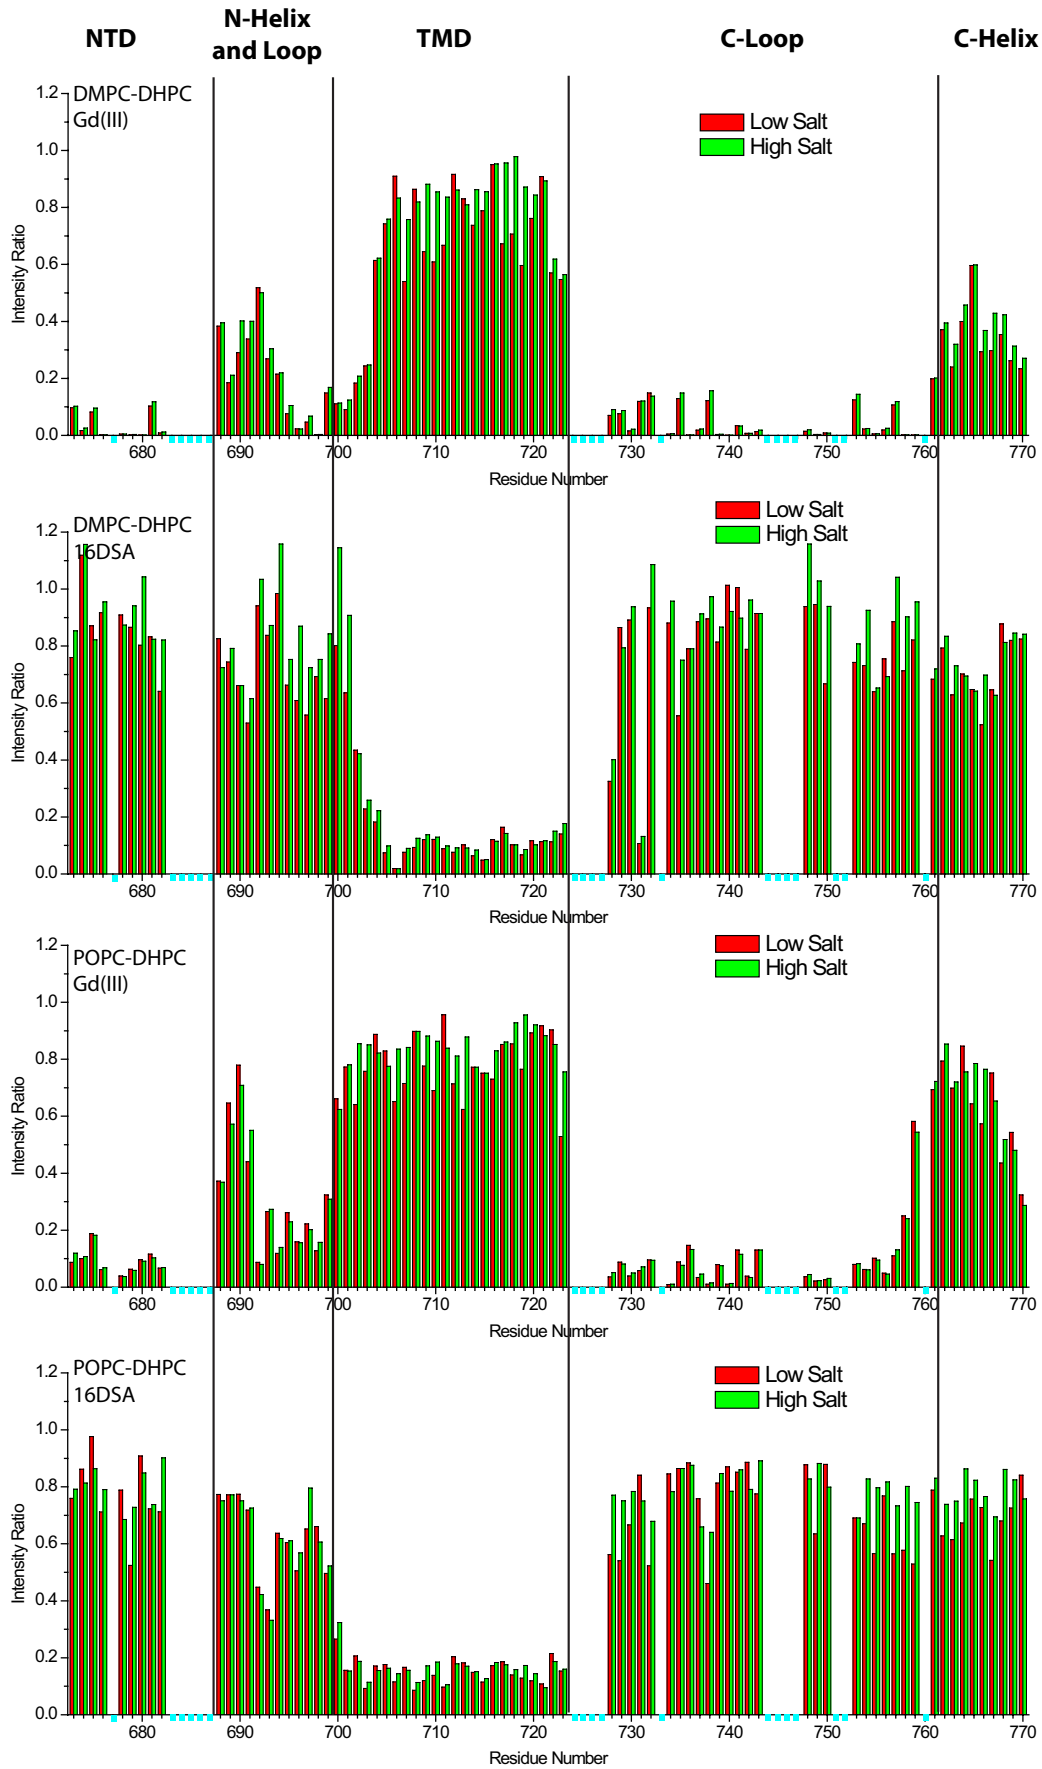 NTD
N-Helix
and Loop
TMD
C-Loop
C-Helix
DMPC-DHPC
Gd(III)
Low Salt
High Salt
Intensity Ratio
1.2
1.0
0.8
0.6
0.4
0.2
0.0
680 690 700 710 720 730 740 750 760 770
Residue Number
DMPC-DHPC
16DSA
Low Salt
High Salt
Intensity Ratio
1.2
1.0
0.8
0.6
0.4
0.2
0.0
680 690 700 710 720 730 740 750 760 770
Residue Number
POPC-DHPC
Gd(III)
Low Salt
High Salt
Intensity Ratio
1.2
1.0
0.8
0.6
0.4
0.2
0.0
680 690 700 710 720 730 740 750 760 770
Residue Number
POPC-DHPC
16DSA
Low Salt
High Salt
Intensity Ratio
1.2
1.0
0.8
0.6
0.4
0.2
0.0
680 690 700 710 720 730 740 750 760 770
Residue Number